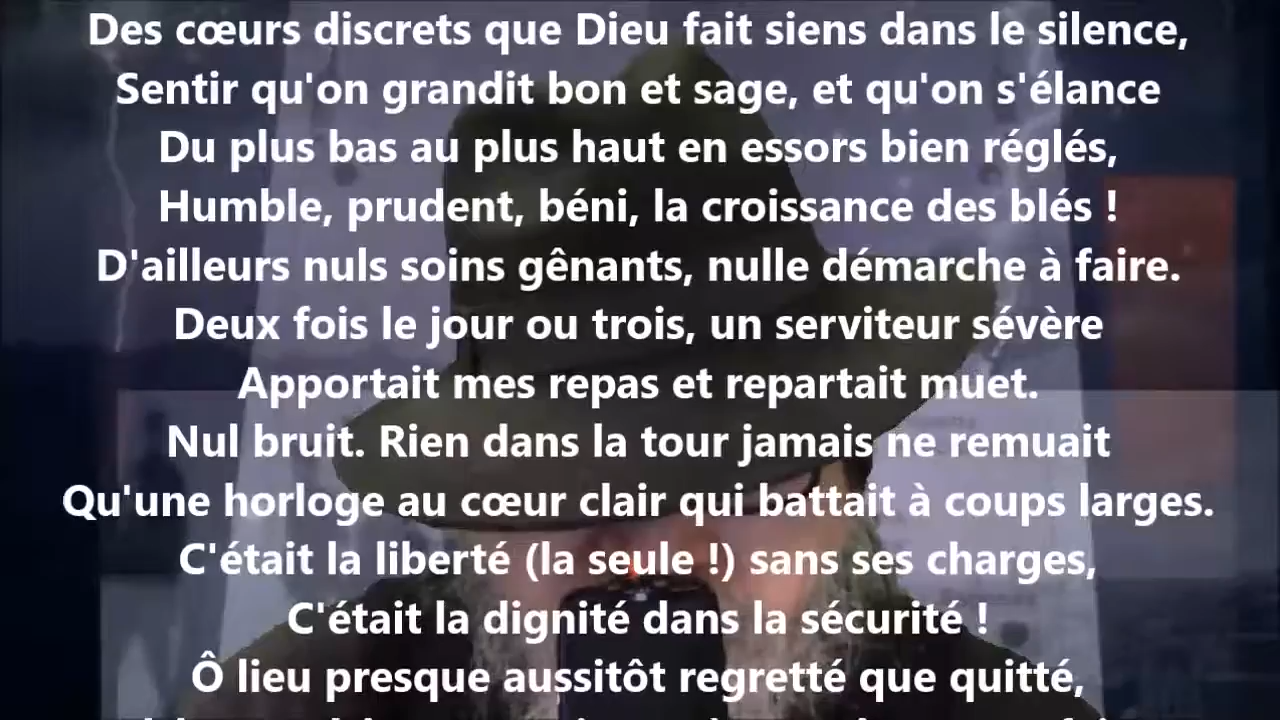 Des cœurs discrets que Dieu fait siens dans le silence,
Sentir qu'on grandit bon et sage, et qu'on s'élance
Du plus bas au plus haut en essors bien réglés,
Humble, prudent, béni, la croissance des blés !
D'ailleurs nuls soins gênants, nulle démarche à faire.
Deux fois le jour ou trois, un serviteur sévère
Apportait mes repas et repartait muet.
Nul bruit. Rien dans la tour jamais ne remuait
Qu'une horloge au cœur clair qui battait à coups larges.
C'était la liberté (la seule !) sans ses charges,
C'était la dignité dans la sécurité !
Ô lieu presque aussitôt regretté que quitté,